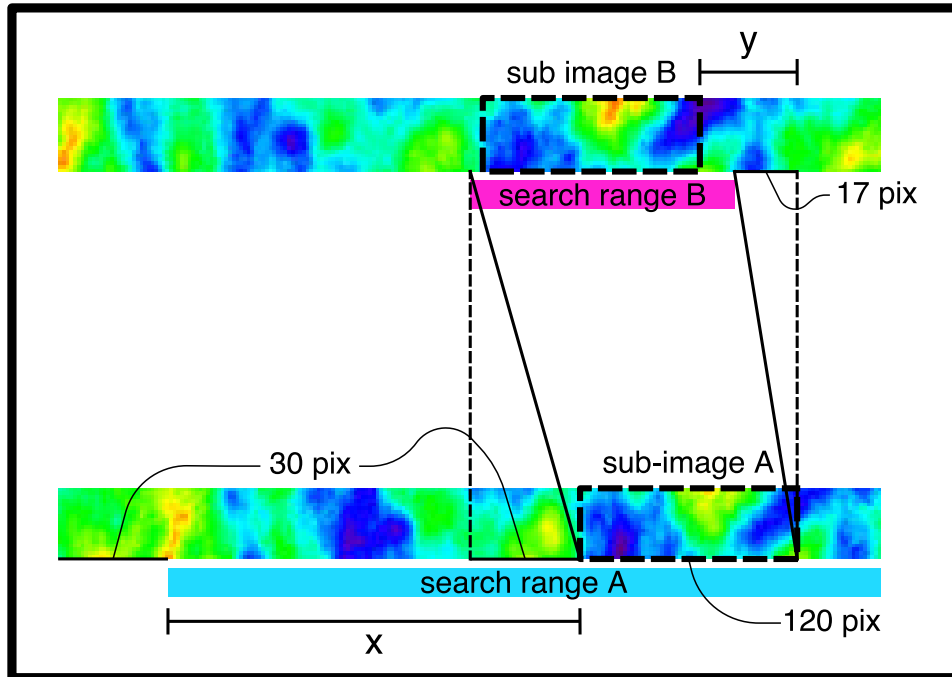 y
sub image B
search range B
17 pix
30 pix
sub-image A
search range A
120 pix
x